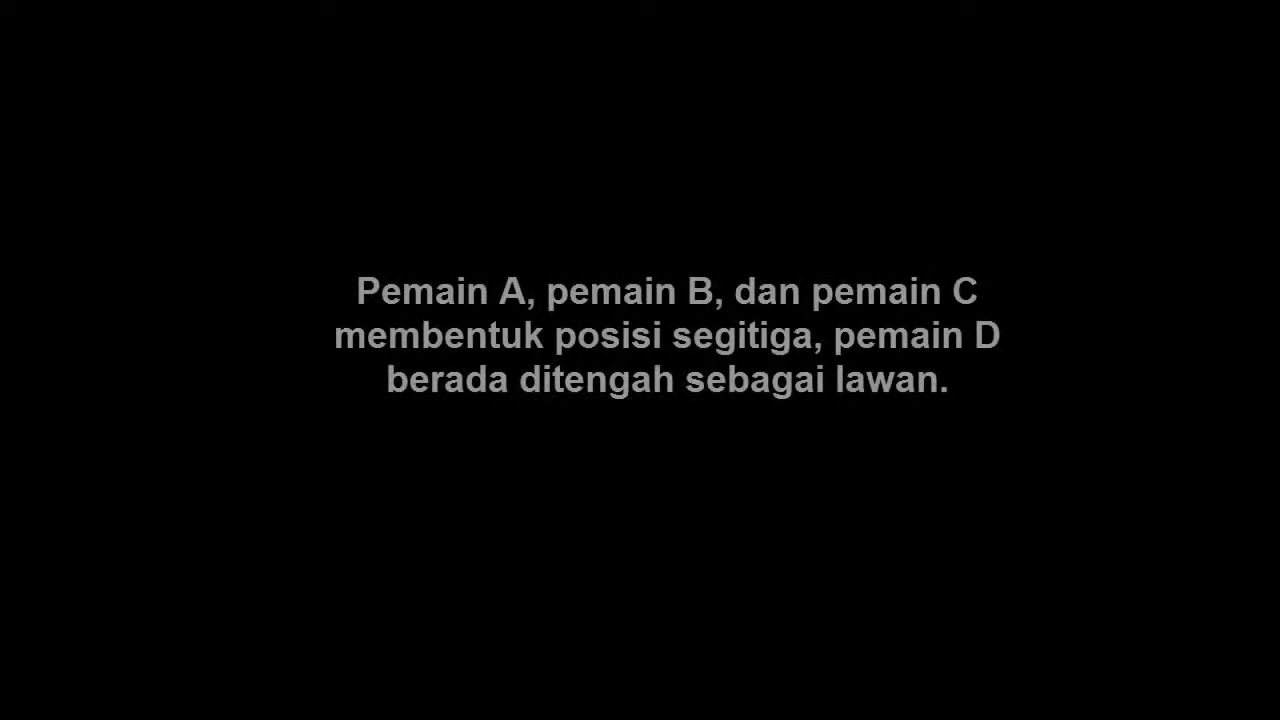 Pemain A, pemain B, dan pemain C
membentuk posisi segitiga, pemain D
berada ditengah sebagai lawan.